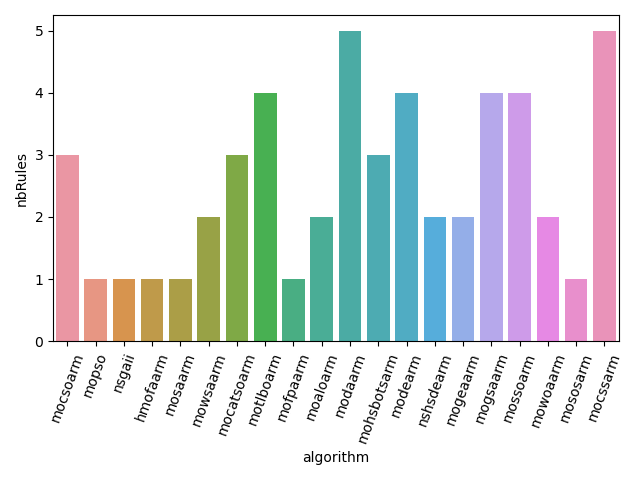 nbRules
5
4
3
2
1
0
mocsoarm
mopso
nsgaii
hmofaarm
mosaarm
mowsaarm
mocatsoarm
motlboarm
mofpaarm
moaloarm
modaarm
mohsbotsarm
modearm
nshsdearm
mogeaarm
mogsaarm
mossoarm
mowoaarm
mososarm
mocssarm
algorithm